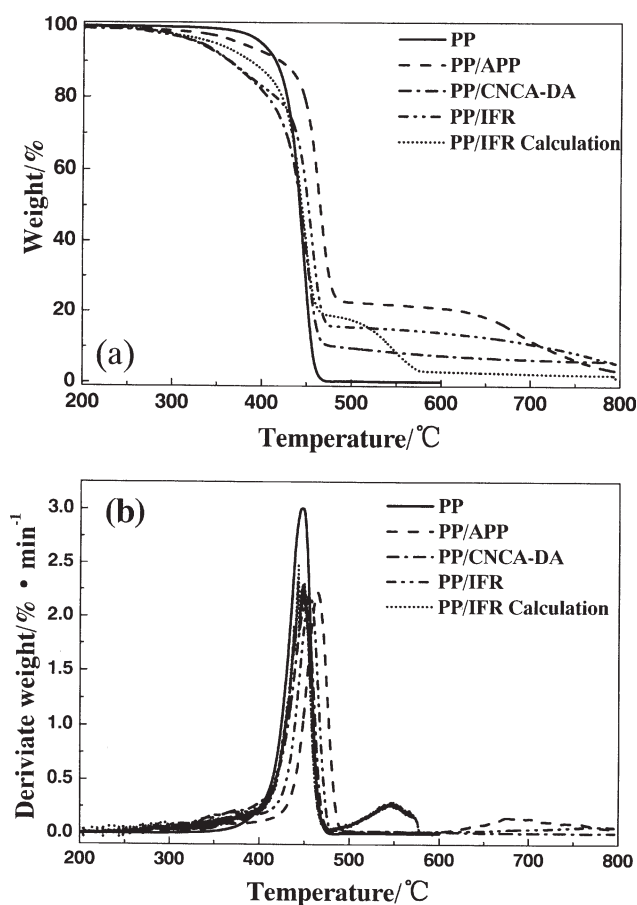 100
80
60
40
20
0
Weight/%
PP
PP/APP
PP/CNCA-DA
PP/IFR
PP/IFR Calculation
(a)
200 300 400 500 600 700 800
Temperature/℃
(b)
3.0
2.5
2.0
1.5
1.0
0.5
0.0
Deriviate weight/% • min⁻¹
PP
PP/APP
PP/CNCA-DA
PP/IFR
PP/IFR Calculation
200 300 400 500 600 700 800
Temperature/℃